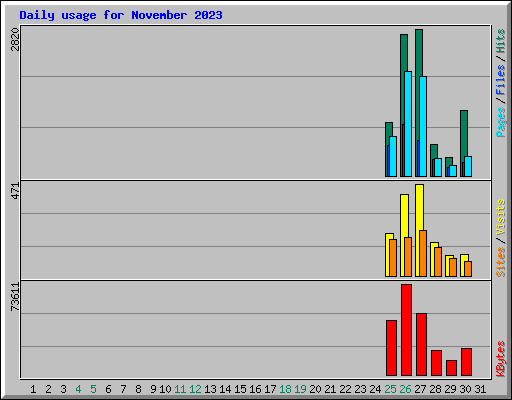 Daily usage for November 2023
2820
Pages/Files/Hits
471
Sites/Visits
73611
KBytes
1 2 3 4 5 6 7 8 9 10 11 12 13 14 15 16 17 18 19 20 21 22 23 24 25 26 27 28 29 30 31